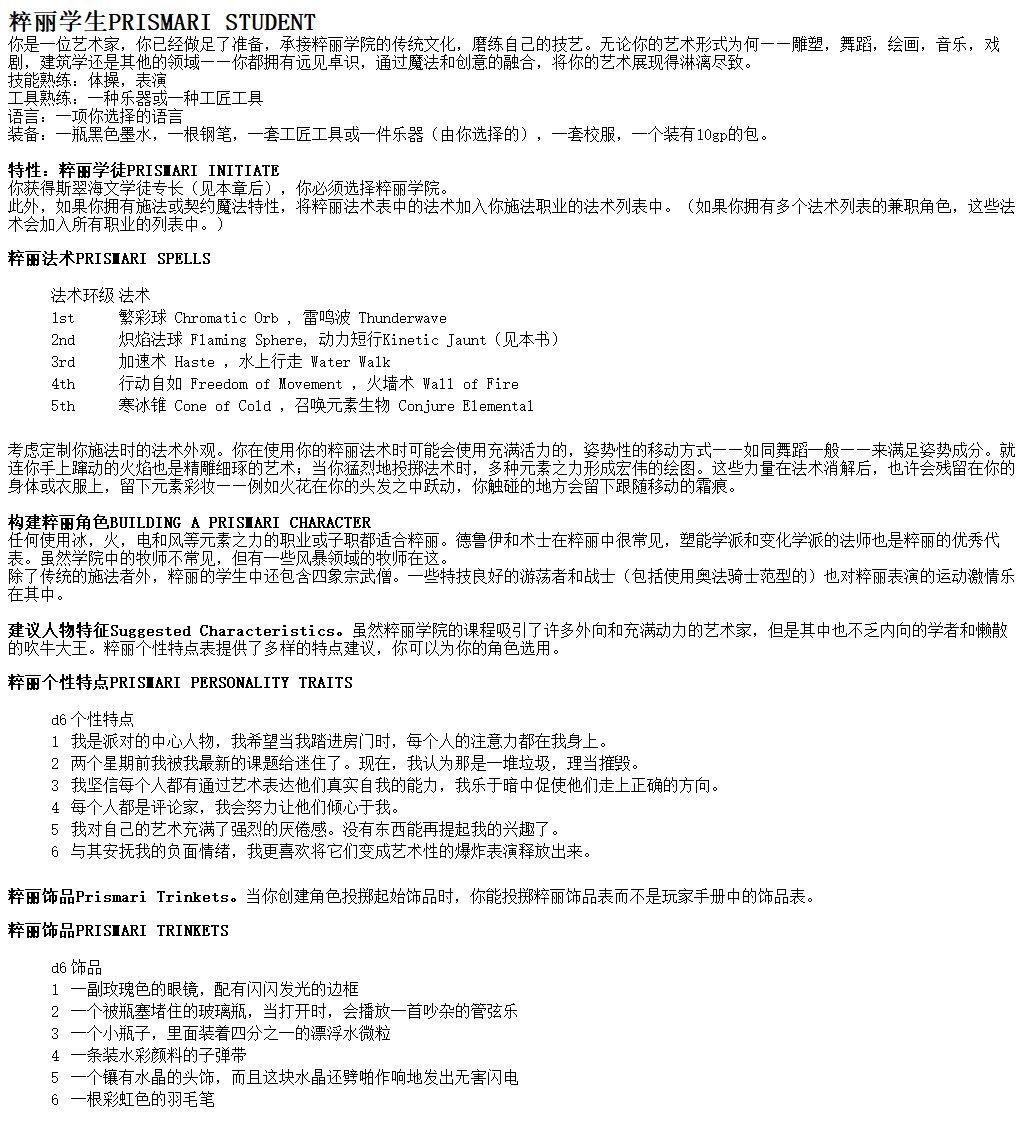 粹丽学生PRISMARI STUDENT
你是一位艺术家，你已经做足了准备，承接粹丽学院的传统文化，磨练自己的技艺。无论你的艺术形式为何——雕塑，舞蹈，绘画，音乐，戏
剧，建筑学还是其他的领域——你都拥有远见卓识，通过魔法和创意的融合，将你的艺术展现得淋漓尽致。
技能熟练：体操，表演
工具熟练：一种乐器或一种工匠工具
语言：一项你选择的语言
装备：一瓶黑色墨水，一根钢笔，一套工匠工具或一件乐器（由你选择的），一套校服，一个装有10gp的包。
特性：粹丽学徒PRISMARI INITIATE
你获得斯翠海文学徒专长（见本章后），你必须选择粹丽学院。
此外，如果你拥有施法或契约魔法特性，将粹丽法术表中的法术加入你施法职业的法术列表中。（如果你拥有多个法术列表的兼职角色，这些法
术会加入所有职业的列表中。）
粹丽法术PRISMARI SPELLS
法术环级 法术
1st 繁彩球 Chromatic Orb ，雷鸣波 Thunderwave
2nd 炽焰法球 Flaming Sphere, 动力短行Kinetic Jaunt（见本书）
3rd 加速术 Haste ，水上行走 Water Walk
4th 行动自如 Freedom of Movement ，火墙术 Wall of Fire
5th 寒冰锥 Cone of Cold ，召唤元素生物 Conjure Elemental
考虑定制你施法时的法术外观。你在使用你的粹丽法术时可能会使用充满活力的，姿势性的移动方式——如同舞蹈一般——来满足姿势成分。就
连你手上蹿动的火焰也是精雕细琢的艺术；当你猛烈地投掷法术时，多种元素之力形成宏伟的绘图。这些力量在法术消解后，也许会残留在你的
身体或衣服上，留下元素彩妆——例如火花在你的头发之中跃动，你触碰的地方会留下跟随移动的霜痕。
构建粹丽角色BUILDING A PRISMARI CHARACTER
任何使用冰，火，电和风等元素之力的职业或子职都适合粹丽。德鲁伊和术士在粹丽中很常见，塑能学派和变化学派的法师也是粹丽的优秀代
表。虽然学院中的牧师不常见，但有一些风暴领域的牧师在这。
除了传统的施法者外，粹丽的学生中还包含四象宗武僧。一些特技良好的游荡者和战士（包括使用奥法骑士范型的）也对粹丽表演的运动激情乐
在其中。
建议人物特征Suggested Characteristics。虽然粹丽学院的课程吸引了许多外向和充满动力的艺术家，但是其中也不乏内向的学者和懒散
的吹牛大王。粹丽个性特点表提供了多样的特点建议，你可以为你的角色选用。
粹丽个性特点PRISMARI PERSONALITY TRAITS
d6 个性特点
1 我是派对的中心人物，我希望当我踏进房门时，每个人的注意力都在我身上。
2 两个星期前我被我最新的课题给迷住了。现在，我认为那是一堆垃圾，理当摧毁。
3 我坚信每个人都有通过艺术表达他们真实自我的能力，我乐于暗中促使他们走上正确的方向。
4 每个人都是评论家，我会努力让他们倾心于我。
5 我对自己的艺术充满了强烈的厌倦感。没有东西能再提起我的兴趣了。
6 与其安抚我的负面情绪，我更喜欢将它们变成艺术性的爆炸表演释放出来。
粹丽饰品Prismari Trinkets。当你创建角色投掷起始饰品时，你能投掷粹丽饰品表而不是玩家手册中的饰品表。
粹丽饰品PRISMARI TRINKETS
d6 饰品
1 一副玫瑰色的眼镜，配有闪闪发光的边框
2 一个被瓶塞堵住的玻璃瓶，当打开时，会播放一首吵杂的管弦乐
3 一个小瓶子，里面装着四分之一的漂浮水微粒
4 一条装水彩颜料的子弹带
5 一个镶有水晶的头饰，而且这块水晶还劈啪作响地发出无害闪电
6 一根彩虹色的羽毛笔